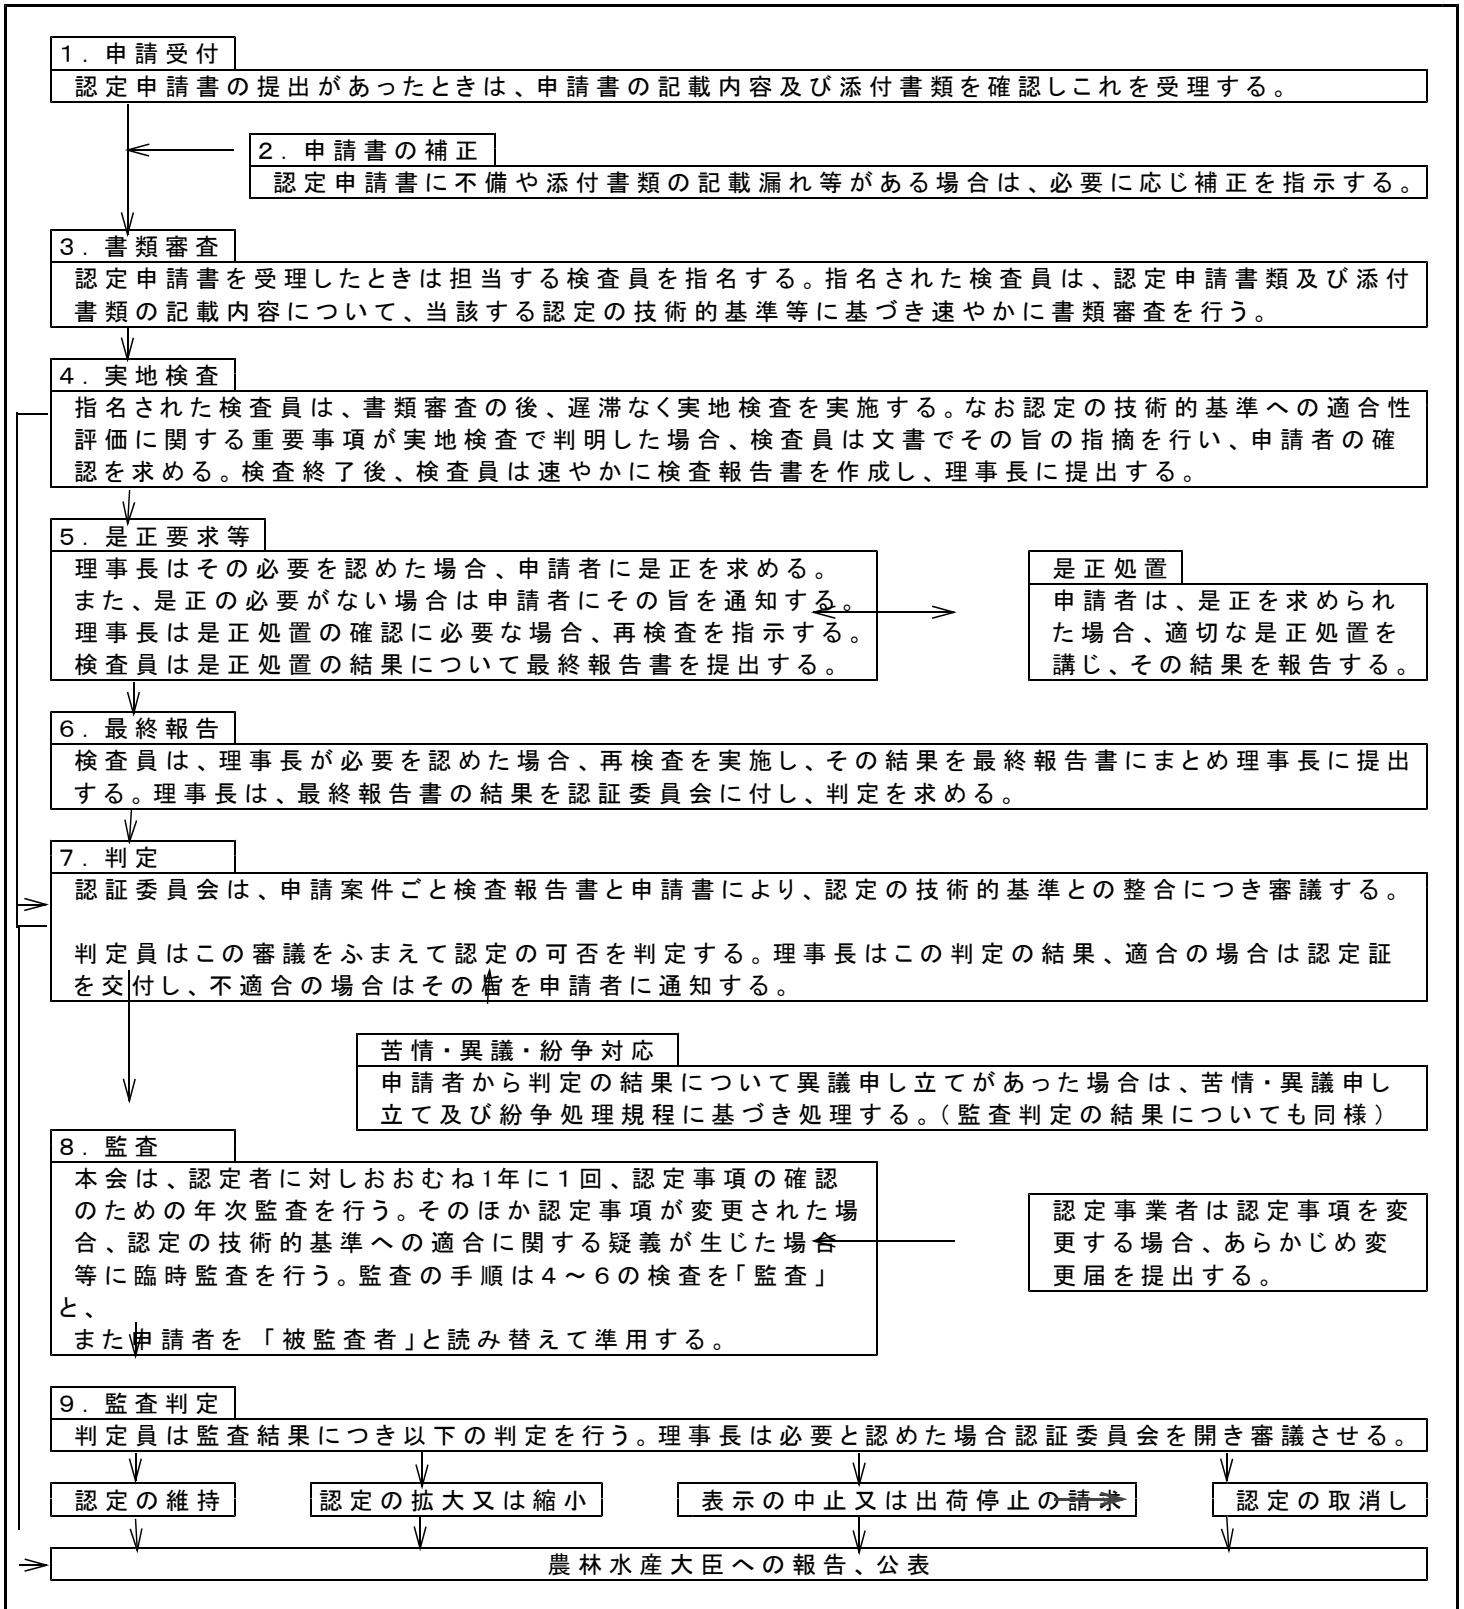 1. 申請受付
認定申請書の提出があったときは、申請書の記載内容及び添付書類を確認しこれを受理する。
2. 申請書の補正
認定申請書に不備や添付書類の記載漏れ等がある場合は、必要に応じ補正を指示する。
3. 書類審査
認定申請書を受理したときは担当する検査員を指名する。指名された検査員は、認定申請書類及び添付
書類の記載内容について、当該する認定の技術的基準等に基づき速やかに書類審査を行う。
4. 実地検査
指名された検査員は、書類審査の後、遅滞なく実地検査を実施する。なお認定の技術的基準への適合性
評価に関する重要事項が実地検査で判明した場合、検査員は文書でその旨の指摘を行い、申請者の確
認を求める。検査終了後、検査員は速やかに検査報告書を作成し、理事長に提出する。
5. 是正要求等
理事長はその必要を認めた場合、申請者に是正を求める。
また、是正の必要がない場合は申請者にその旨を通知する。
理事長は是正処置の確認に必要な場合、再検査を指示する。
検査員は是正処置の結果について最終報告書を提出する。
是正処置
申請者は、是正を求められ
た場合、適切な是正処置を
講じ、その結果を報告する。
6. 最終報告
検査員は、理事長が必要を認めた場合、再検査を実施し、その結果を最終報告書にまとめ理事長に提出
する。理事長は、最終報告書の結果を認証委員会に付し、判定を求める。
7. 判定
認証委員会は、申請案件ごと検査報告書と申請書により、認定の技術的基準との整合につき審議する。
判定員はこの審議をふまえて認定の可否を判定する。理事長はこの判定の結果、適合の場合は認定証
を交付し、不適合の場合はその旨を申請者に通知する。
苦情・異議・紛争対応
申請者から判定の結果について異議申し立てがあった場合は、苦情・異議申し
立て及び紛争処理規程に基づき処理する。（監査判定の結果についても同様）
8. 監査
本会は、認定者に対しおおむね1年に1回、認定事項の確認
のための年次監査を行う。そのほか認定事項が変更された場
合、認定の技術的基準への適合に関する疑義が生じた場合
等に臨時監査を行う。監査の手順は4～6の検査を「監査」
と、
また申請者を 「被監査者」と読み替えて準用する。
認定事業者は認定事項を変
更する場合、あらかじめ変
更届を提出する。
9. 監査判定
判定員は監査結果につき以下の判定を行う。理事長は必要と認めた場合認証委員会を開き審議させる。
認定の維持
認定の拡大又は縮小
表示の中止又は出荷停止の請求
認定の取消し
農林水産大臣への報告、公表